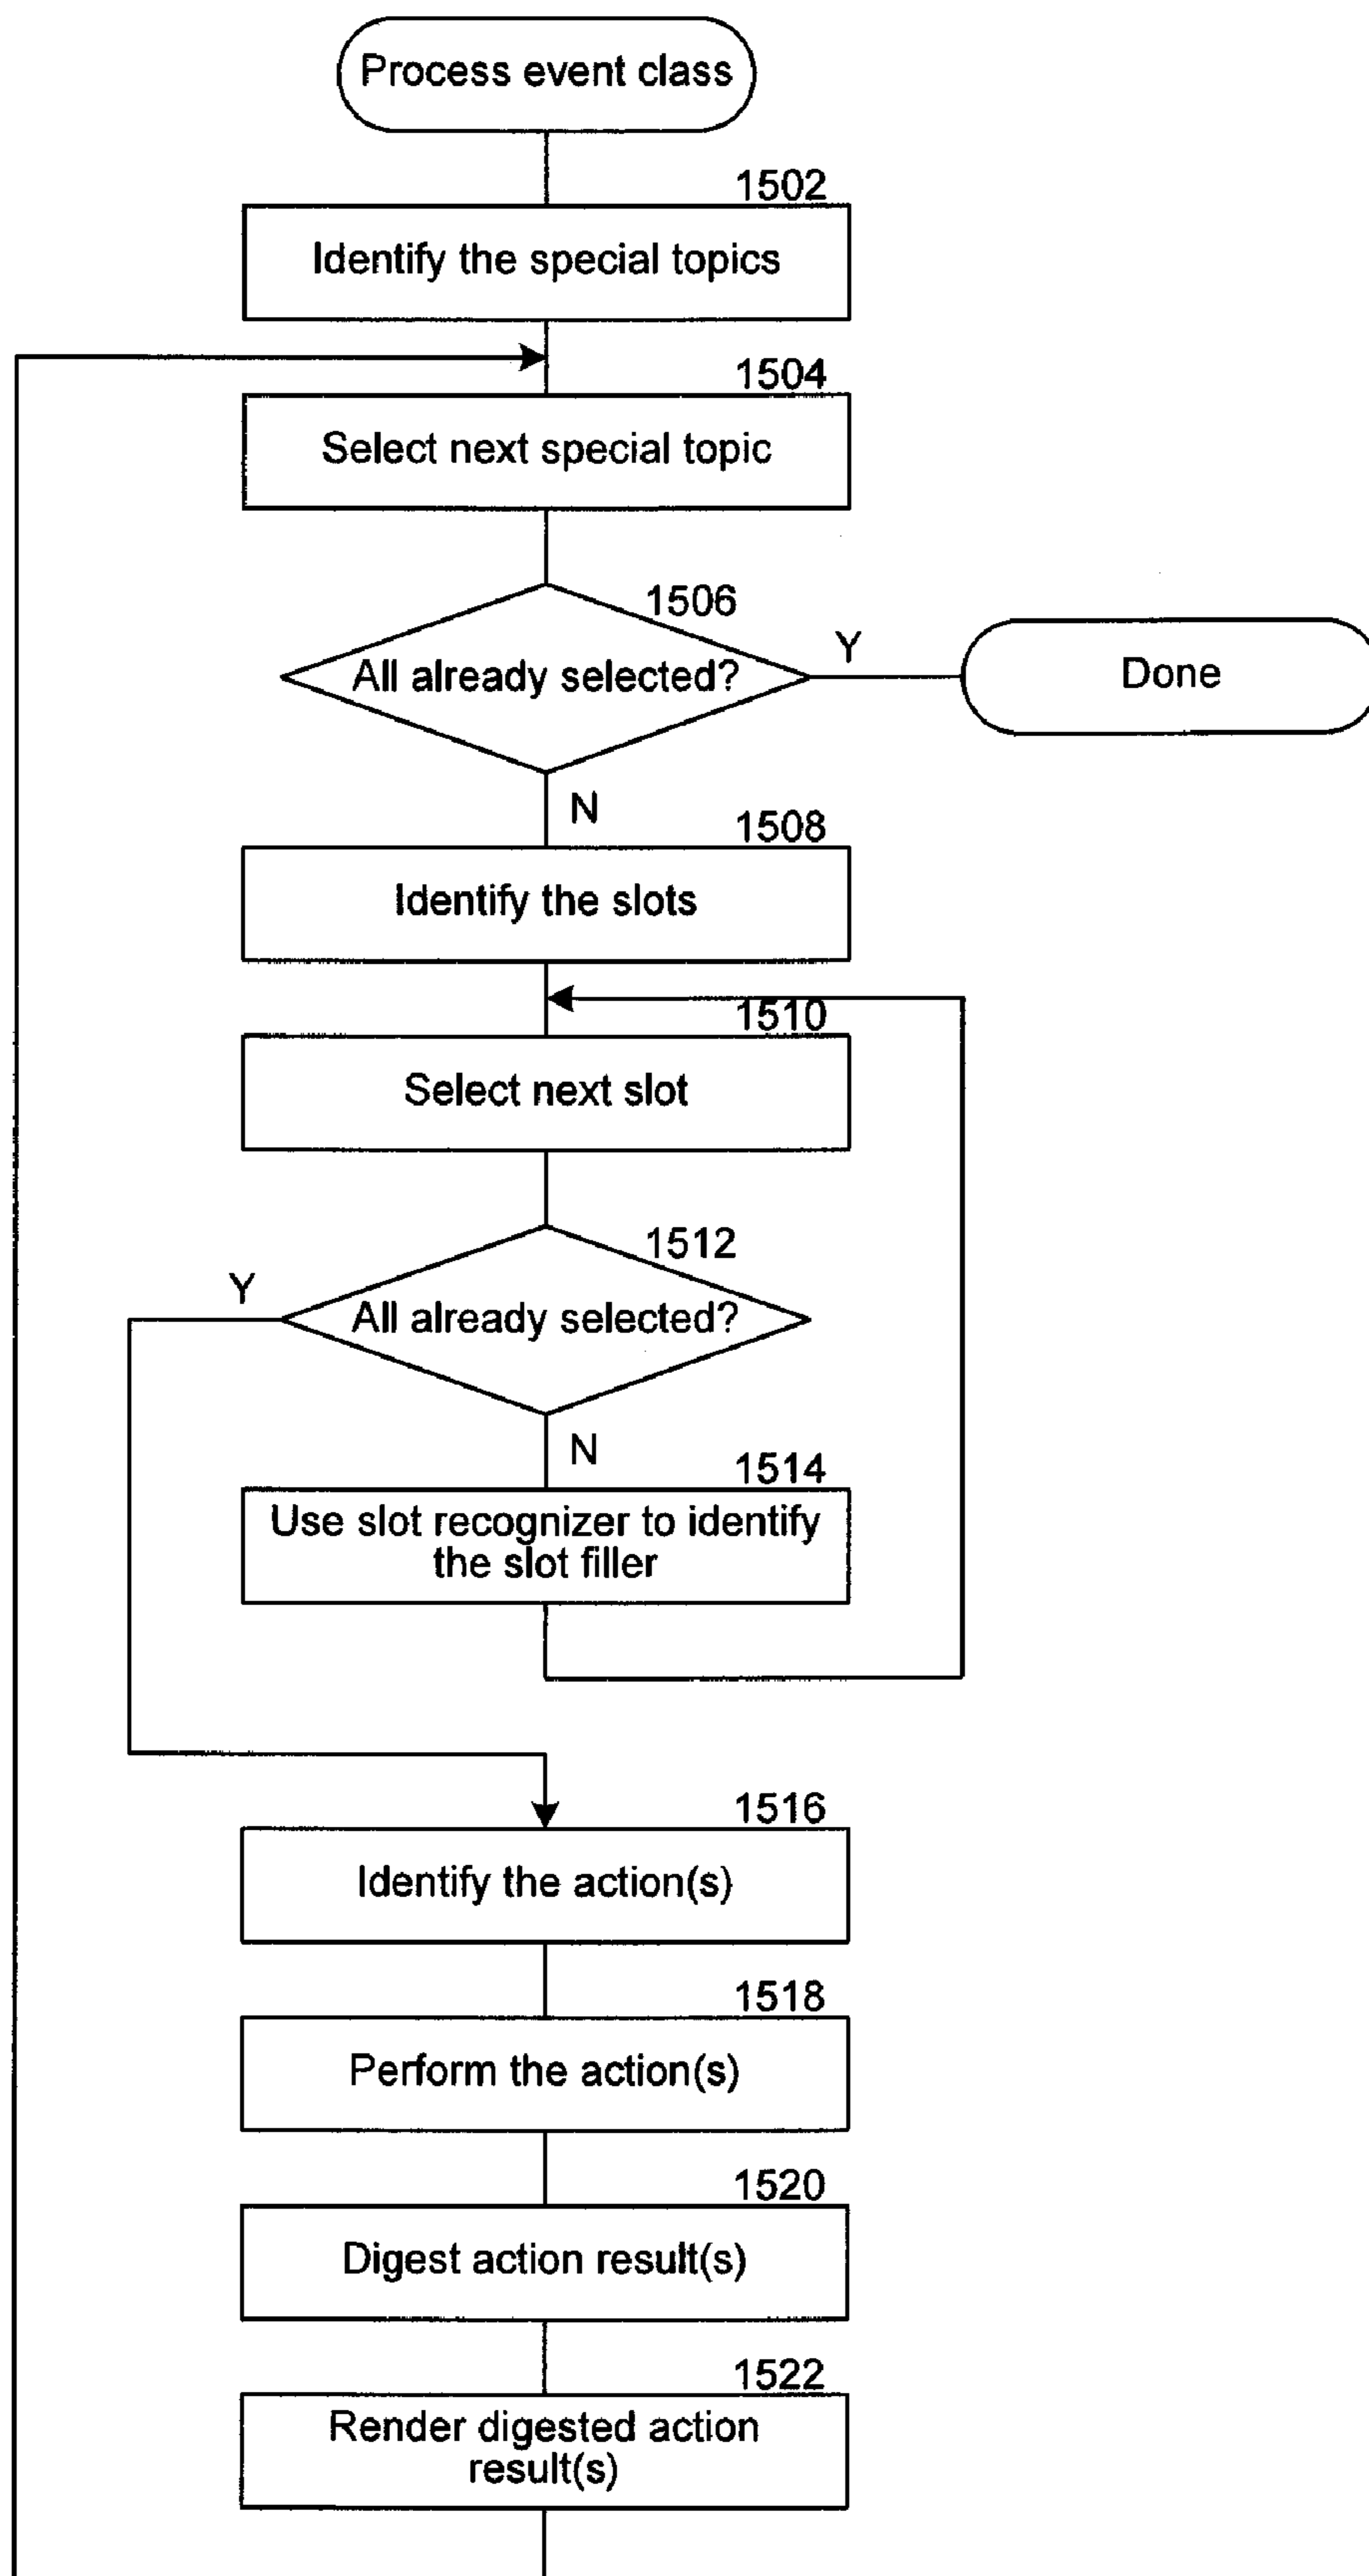 Process event class
1502
Identify the special topics
1504
Select next special topic
1506
All already selected?
Y
Done
N
1508
Identify the slots
1510
Select next slot
1512
Y
All already selected?
N
1514
Use slot recognizer to identify
the slot filler
1516
Identify the action(s)
1518
Perform the action(s)
1520
Digest action result(s)
1522
Render digested action
result(s)